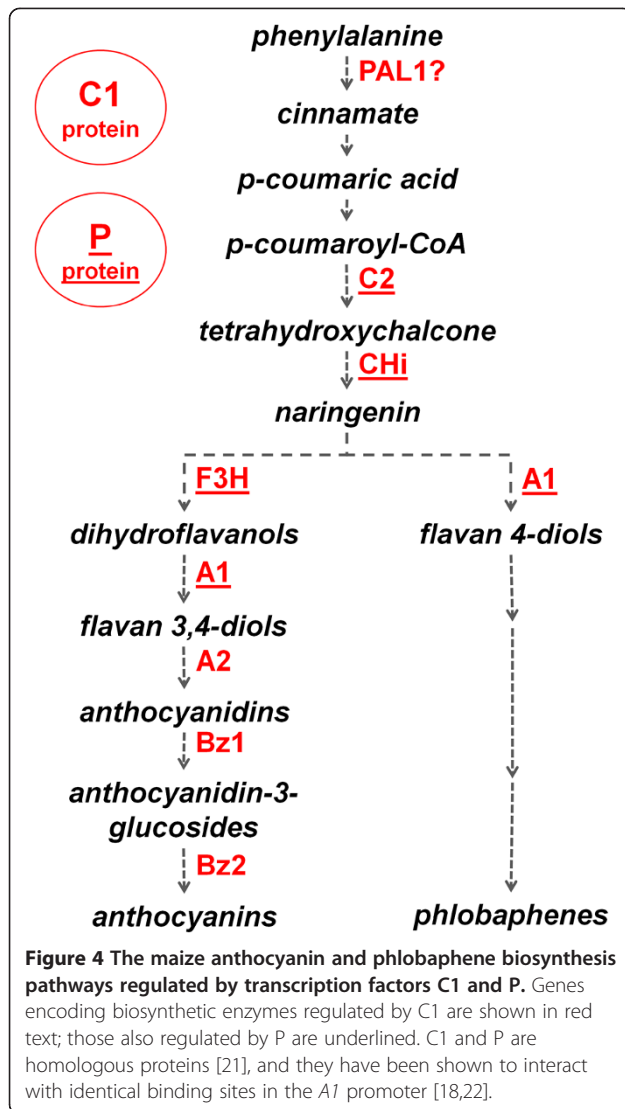 phenylalanine
PAL1?
C1
protein
cinnamate
p-coumaric acid
P
protein
p-coumaroyl-CoA
C2
tetrahydroxychalcone
CHi
naringenin
F3H
A1
dihydroflavanols
flavan 4-diols
A1
flavan 3,4-diols
A2
anthocyanidins
Bz1
anthocyanidin-3-
glucosides
Bz2
anthocyanins
phlobaphenes
Figure 4 The maize anthocyanin and phlobaphene biosynthesis
pathways regulated by transcription factors C1 and P. Genes
encoding biosynthetic enzymes regulated by C1 are shown in red
text; those also regulated by P are underlined. C1 and P are
homologous proteins [21], and they have been shown to interact
with identical binding sites in the A1 promoter [18,22].